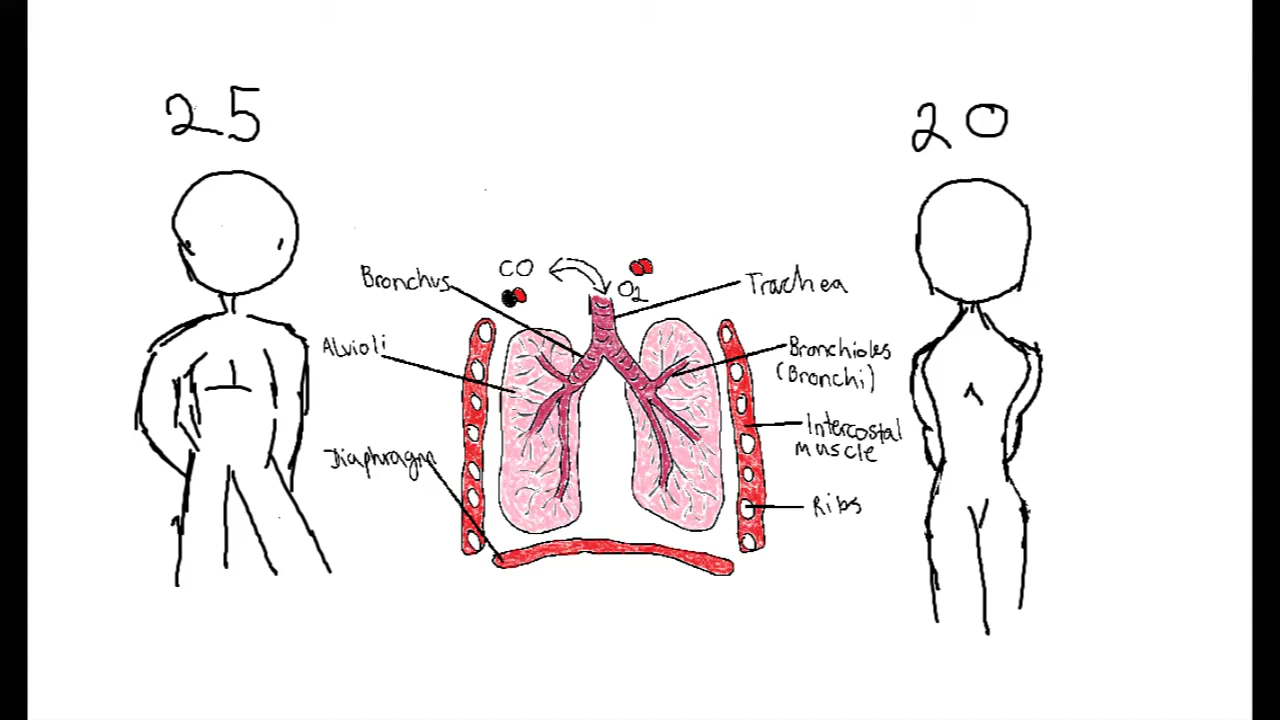 25
20
CO
O2
Bronchus
Trachea
Alvioli
Bronchioles
(Bronchi)
Intercostal
muscle
Diaphragm
Ribs